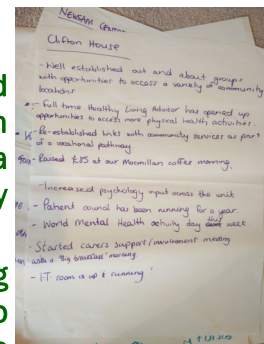 NEWSAM CENTRE
Clifton House
- Well established out and about groups
with opportunities to access a variety of community
locations
- Full time Healthy Living Advisor has opened up
opportunities to access more physical health activities.
- Re-established links with community services as part
of a vocational pathway
- Raised £85 at our Macmillan coffee morning.
- Increased psychology input across the unit
- Patient council has been running for a year.
- World Mental Health activity day this week
- Started carers support/involvement meeting
with a 'Big breakfast' morning.
- I.T room is up & running